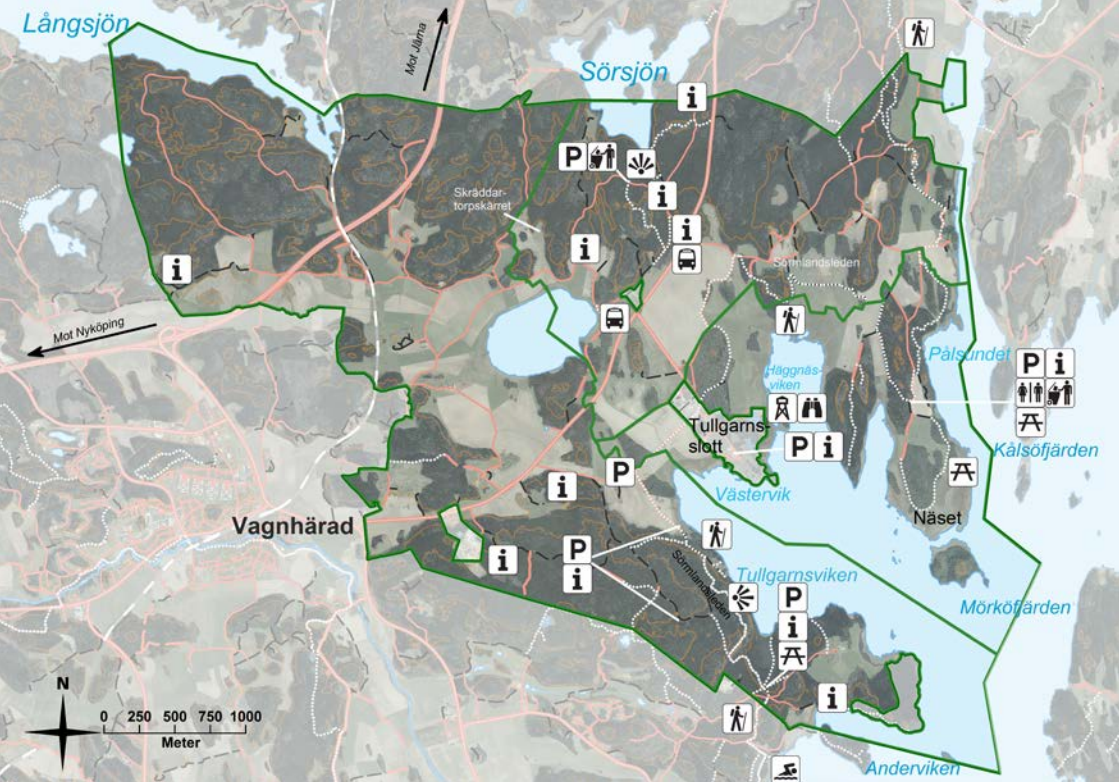 Långsjön
Mot Järna
Sörsjön
i
P
Skräddar-
torpskärret
i
i
i
i
Sörmlandsleden
Mot Nyköping
Pålsundet
P i
Häggnäs-
viken
Kålsöfjärden
Tullgarns-
slott
P i
P
Västervik
i
Näset
Vagnhärad
P
i
i
Sörmlandsleden
Tullgarnsviken
P
i
Mörköfjärden
i
N
0 250 500 750 1000
Meter
Anderviken